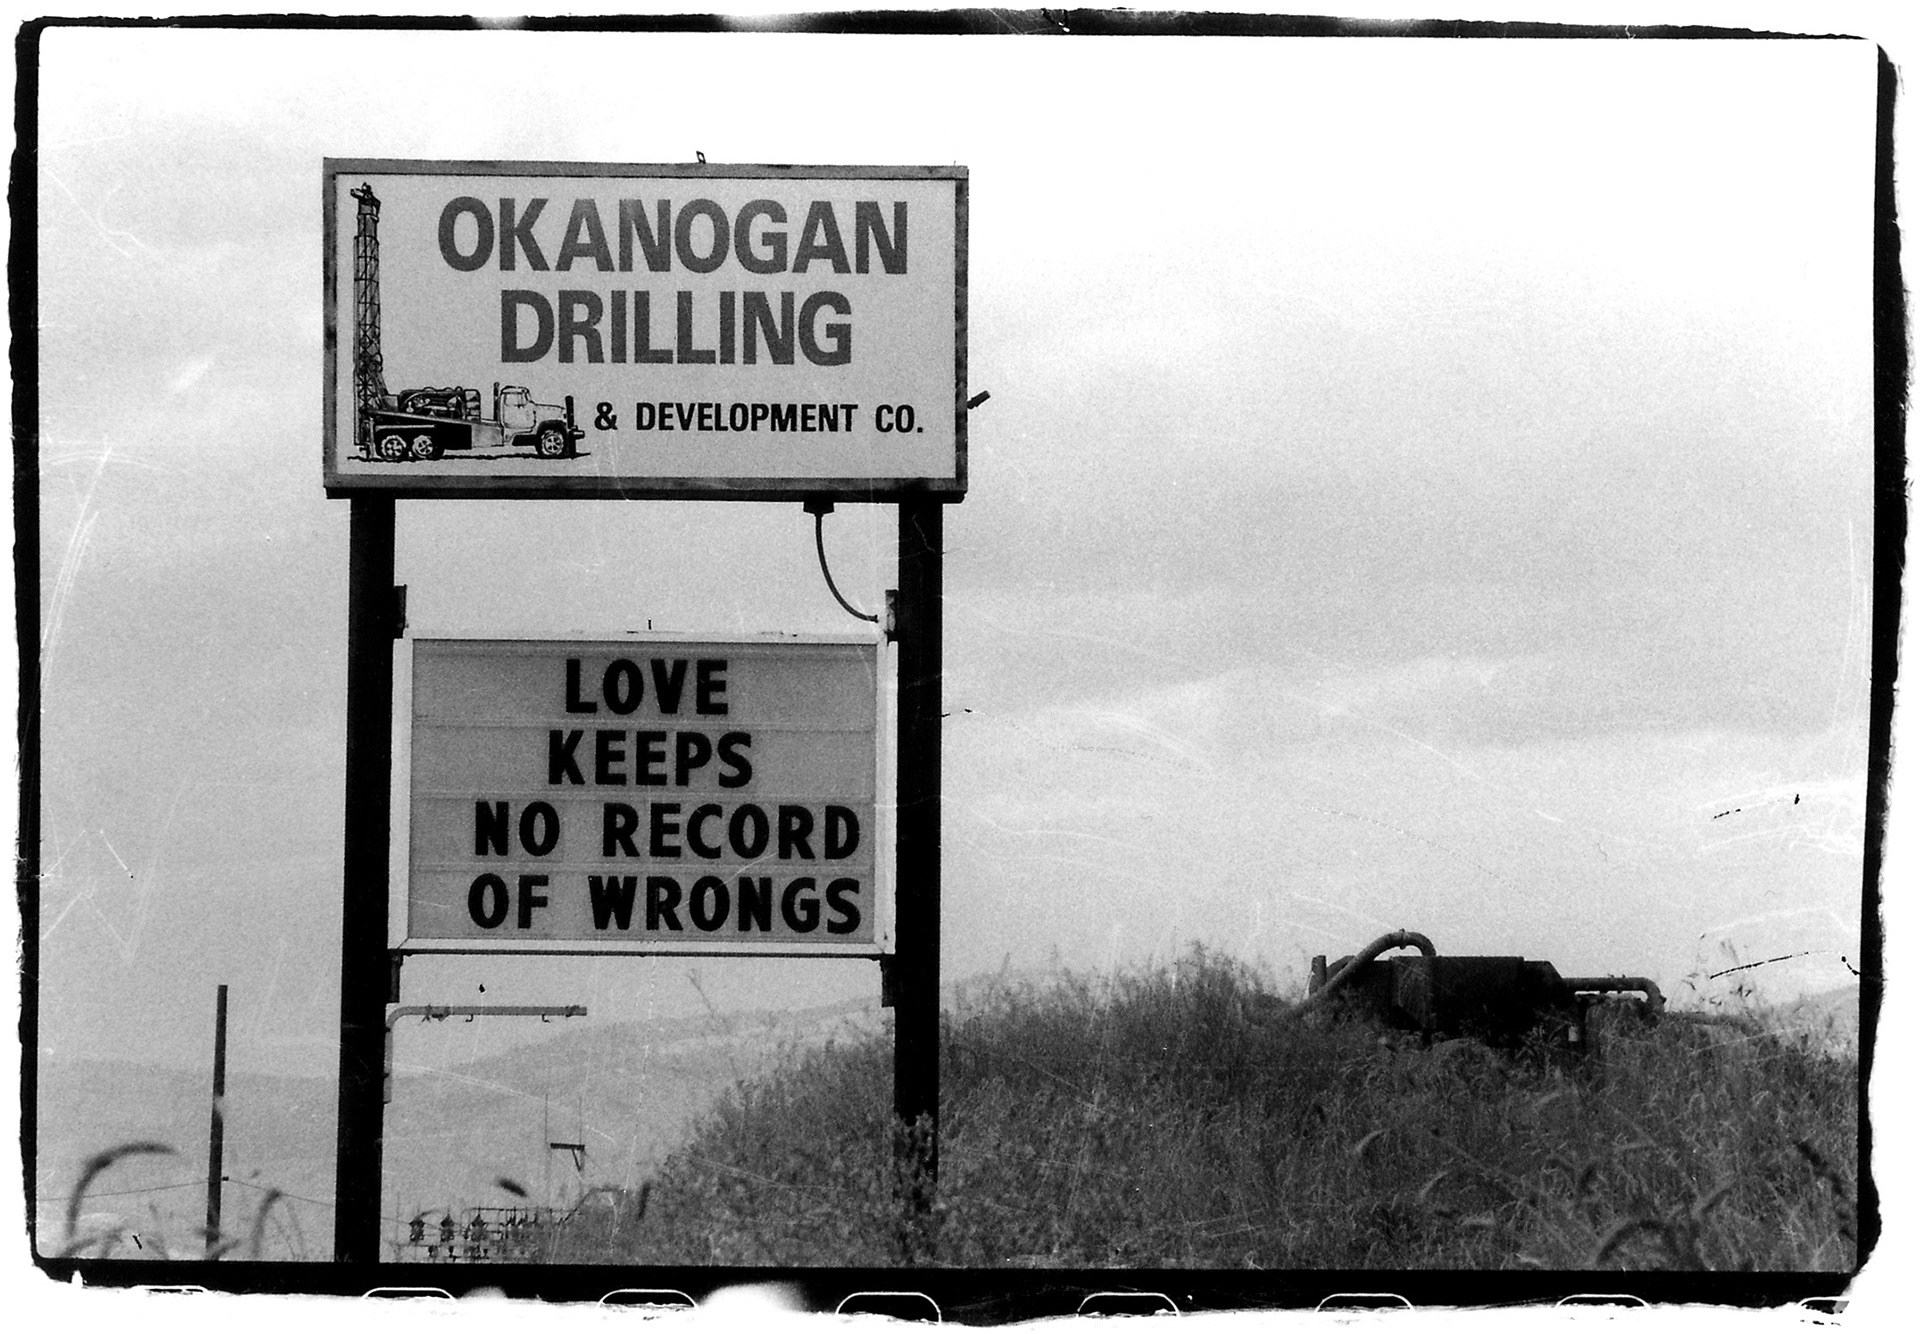 OKANOGAN
DRILLING
& DEVELOPMENT CO.
LOVE
KEEPS
NO RECORD
OF WRONGS